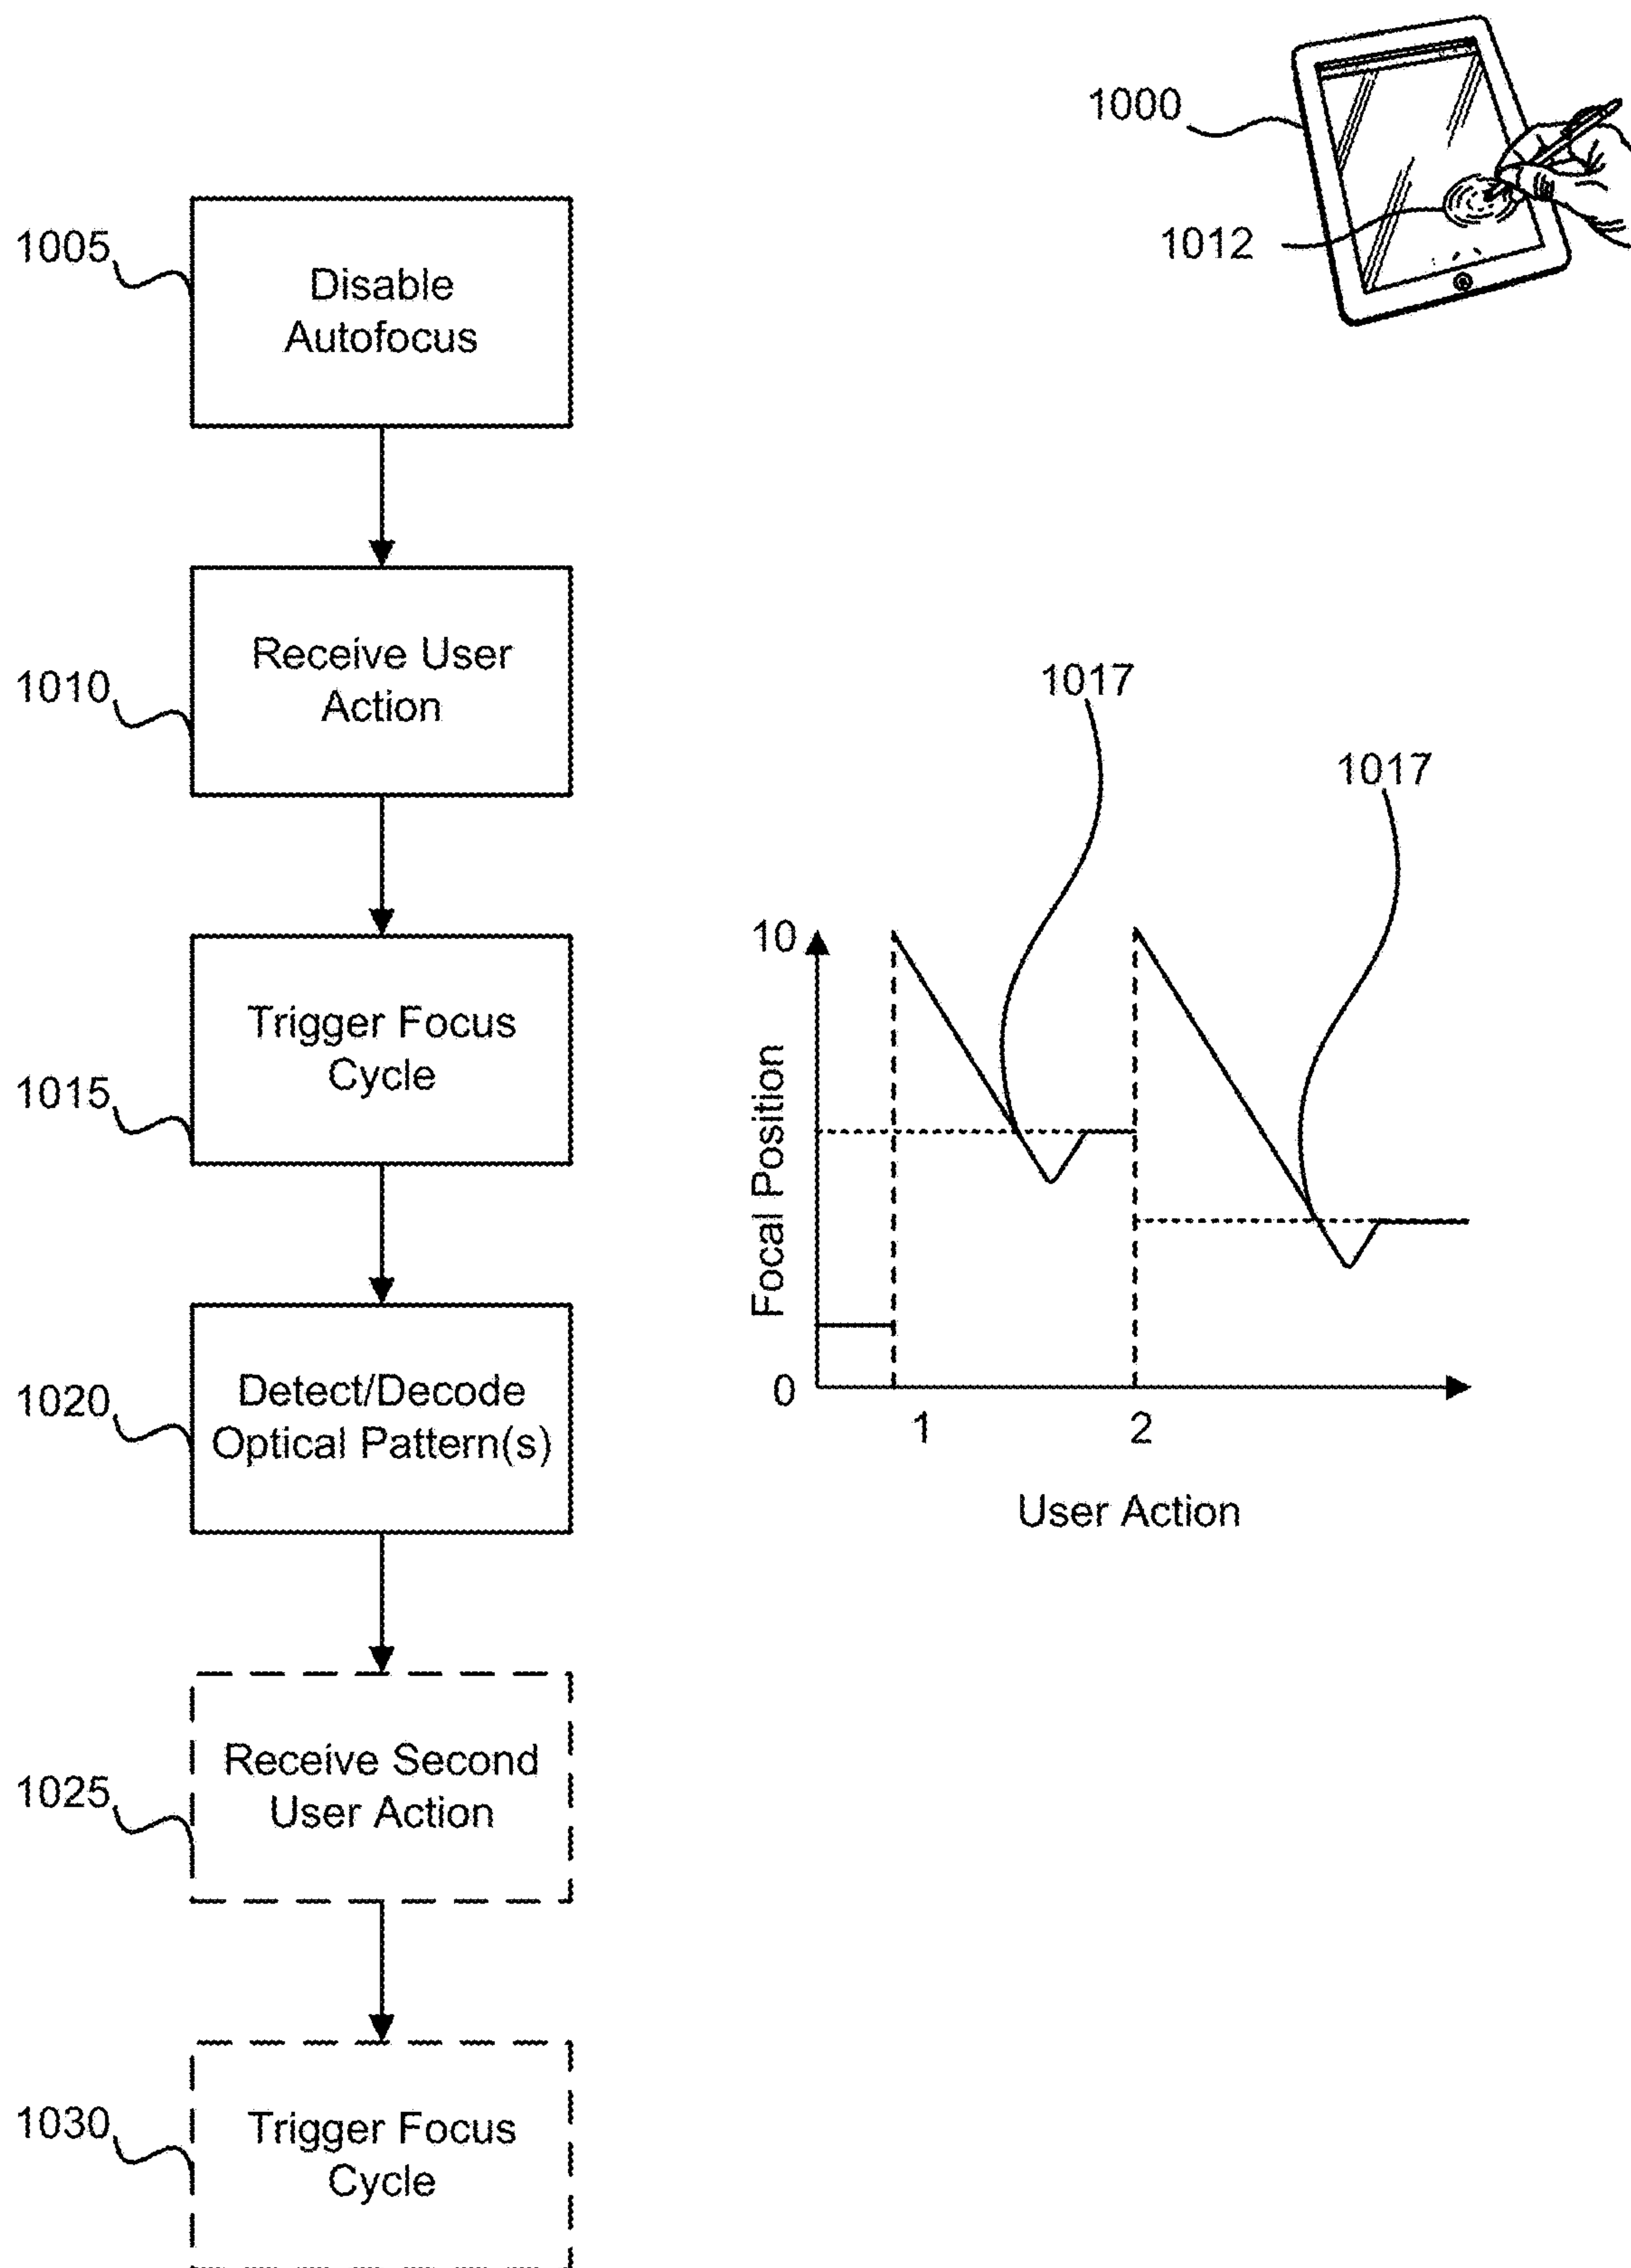 1000
1012
1005
Disable
Autofocus
1010
Receive User
Action
1015
Trigger Focus
Cycle
1020
Detect/Decode
Optical Pattern(s)
1025
Receive Second
User Action
1030
Trigger Focus
Cycle
1017
1017
10
Focal Position
0
1
2
User Action